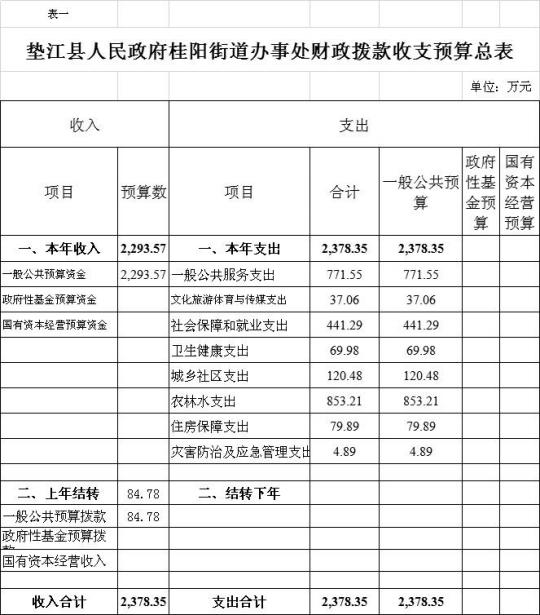 表一
垫江县人民政府桂阳街道办事处财政拨款收支预算总表
单位：万元
收入 支出
项目 预算数 项目 合计 一般公共预算 政府性基金预算 国有资本经营预算
一、本年收入 2,293.57 一、本年支出 2,378.35 2,378.35
一般公共预算资金 2,293.57 一般公共服务支出 771.55 771.55
政府性基金预算资金 文化旅游体育与传媒支出 37.06 37.06
国有资本经营预算资金 社会保障和就业支出 441.29 441.29
卫生健康支出 69.98 69.98
城乡社区支出 120.48 120.48
农林水支出 853.21 853.21
住房保障支出 79.89 79.89
灾害防治及应急管理支出 4.89 4.89
二、上年结转 84.78 二、结转下年
一般公共预算拨款 84.78
政府性基金预算拨款
国有资本经营收入
收入合计 2,378.35 支出合计 2,378.35 2,378.35